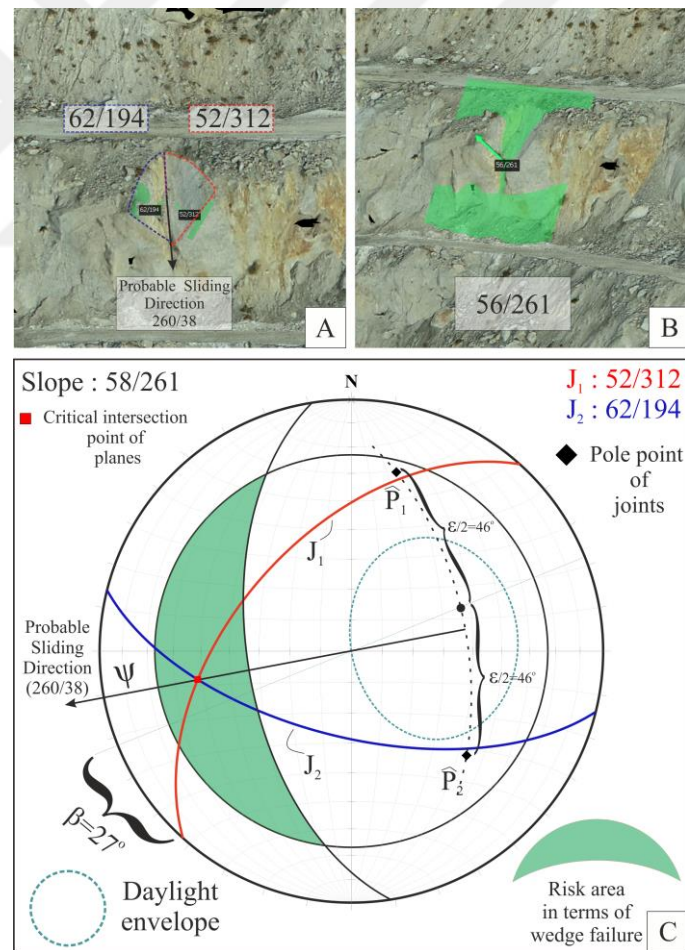 62/194
52/312
62/194
52/312
Probable Sliding
Direction
260/38
A
56/261
56/261
B
Slope : 58/261
Critical intersection
point of
planes
N
J1 : 52/312
J2 : 62/194
Pole point
of
joints
P̂1
ε/2=46°
J1
Probable
Sliding
Direction
(260/38)
ψ
ε/2=46°
J2
P̂2
β=27°
Daylight
envelope
Risk area
in terms of
wedge failure
C